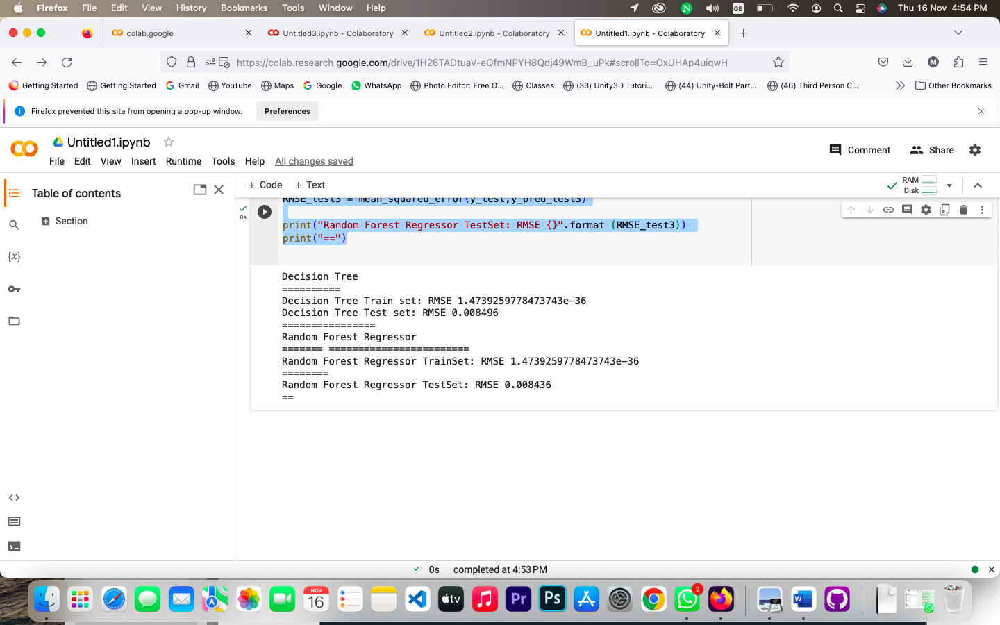 Firefox File Edit View History Bookmarks Tools Window Help GB Thu 16 Nov 4:54 PM
colab.google Untitled3.ipynb - Colaboratory Untitled2.ipynb - Colaboratory Untitled1.ipynb - Colaboratory
https://colab.research.google.com/drive/1H26TADtuaV-eQfmNPYH8Qdj49WmB_uPk#scrollTo=OxUHAp4uiqwH M
Getting Started Getting Started Gmail YouTube Maps Google WhatsApp Photo Editor: Free O... Classes (33) Unity3D Tutori... (44) Unity-Bolt Part... (46) Third Person C... Other Bookmarks
Firefox prevented this site from opening a pop-up window. Preferences
Untitled1.ipynb
File Edit View Insert Runtime Tools Help All changes saved
Comment Share
Table of contents
+ Code + Text
RAM
Disk
Section
{x}
0s
RMSE_test3 = mean_squared_error(y_test,y_pred_test3)
print("Random Forest Regressor TestSet: RMSE {}".format (RMSE_test3))
print("==")
Decision Tree
==========
Decision Tree Train set: RMSE 1.4739259778473743e-36
Decision Tree Test set: RMSE 0.008496
================
Random Forest Regressor
======= ========================
Random Forest Regressor TrainSet: RMSE 1.4739259778473743e-36
========
Random Forest Regressor TestSet: RMSE 0.008436
==
0s completed at 4:53 PM
NOV
16
tv
Pr
Ps
2
W